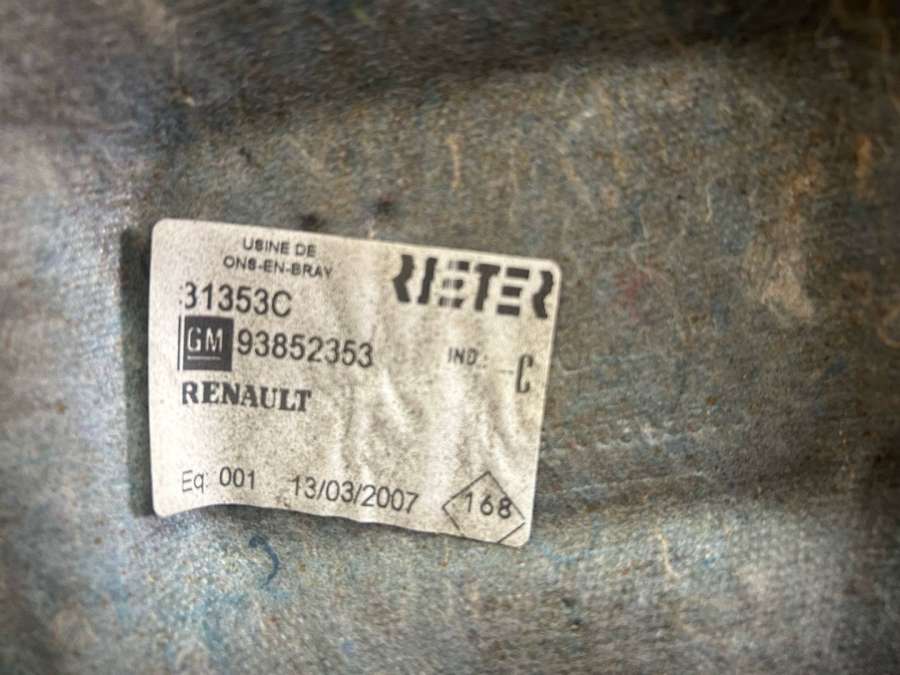 USINE DE
ONS-EN-BRAY
RIETER
31353C
GM 93852353
IND.: C
RENAULT
Eq: 001 13/03/2007 168